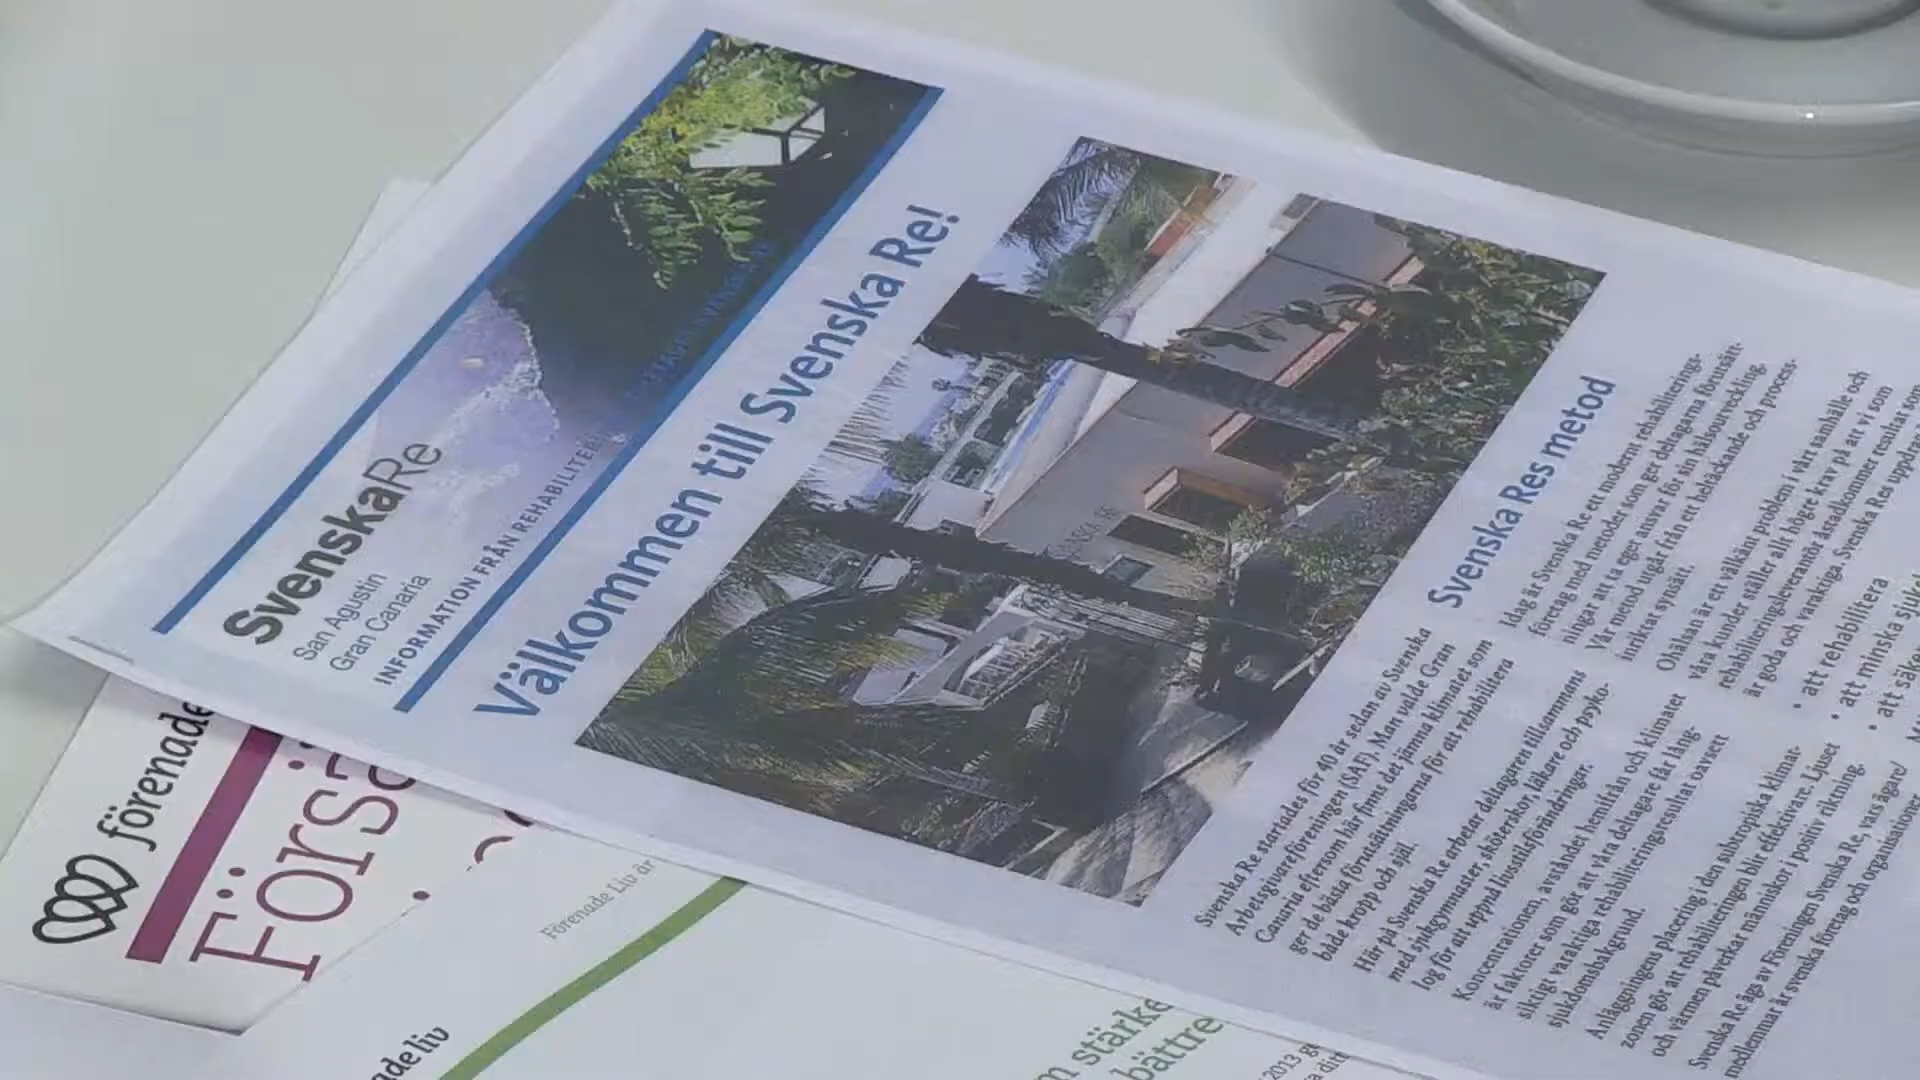 SvenskaRe
San Agustin
Gran Canaria
INFORMATION FRÅN REHABILITER
Välkommen till Svenska Re!
SVENSKA RE
Svenska Re startades för 40 år sedan av Svenska
Arbetsgivareföreningen (SAF). Man valde Gran
Canaria eftersom här finns det jämna klimatet som
ger de bästa förutsättningarna för att rehabilitera
både kropp och själ.
Här på Svenska Re arbetar deltagaren tillsammans
med sjukgymnaster, sköterskor, läkare och psyko-
log för att uppnå livsstilsförändringar.
Koncentrationen, avståndet hemifrån och klimatet
är faktorer som gör att våra deltagare får lång-
siktigt varaktiga rehabiliteringsresultat oavsett
sjukdomsbakgrund.
Anläggningens placering i den subtropiska klimat-
zonen gör att rehabiliteringen blir effektivare. Ljuset
och värmen påverkar människor i positiv riktning.
Svenska Re ägs av Föreningen Svenska Re, vars ägare/
medlemmar är svenska företag och organisationer
Svenska Res metod
Idag är Svenska Re ett modernt rehabiliterings-
företag med metoder som ger deltagarna förutsätt-
ningar att ta eget ansvar för sin hälsoutveckling.
Vår metod utgår från ett heltäckande och process-
inriktat synsätt.
Ohälsan är ett välkänt problem i vårt samhälle och
våra kunder ställer allt högre krav på att vi som
rehabiliteringsleverantör åstadkommer resultat som
är goda och varaktiga. Svenska Res uppdrag
• att rehabilitera
• att minska sjuk
• att säke
förenade
Förs
Förenade Liv är
ade liv
stärke
bättre
2013